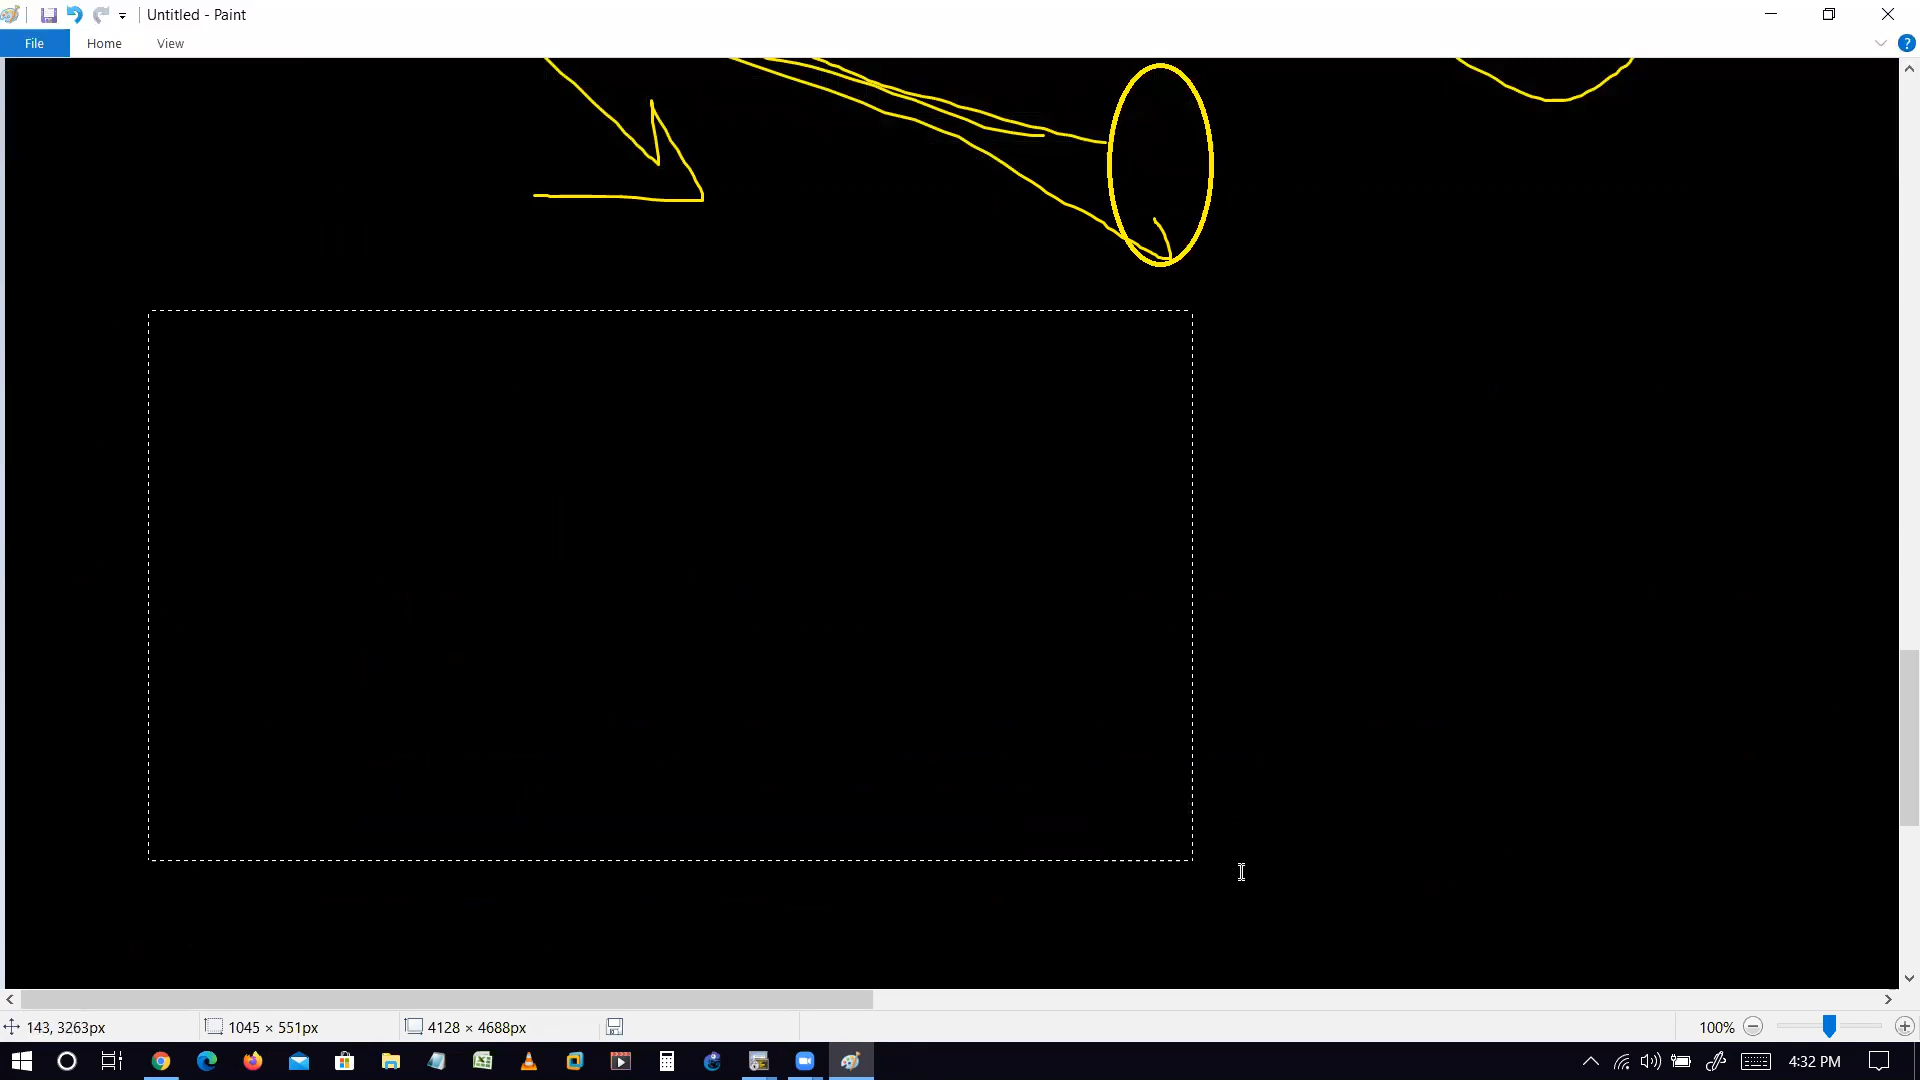 Untitled - Paint
File Home View
143, 3263px 1045 × 551px 4128 × 4688px 100%
4:32 PM